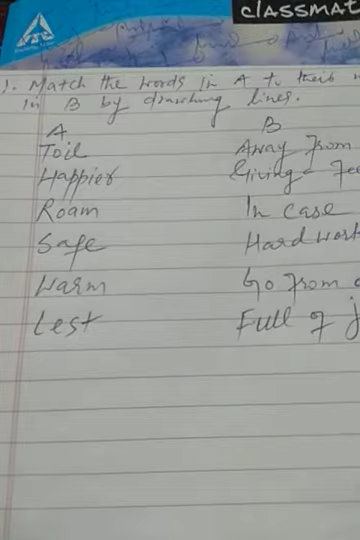 CLASSMAT
1. Match the words in A to their
in B by drawing lines.
A B
Toil Away from
Happier Giving
Roam In case
Safe Hard work
Warm Go from
Lest Full of